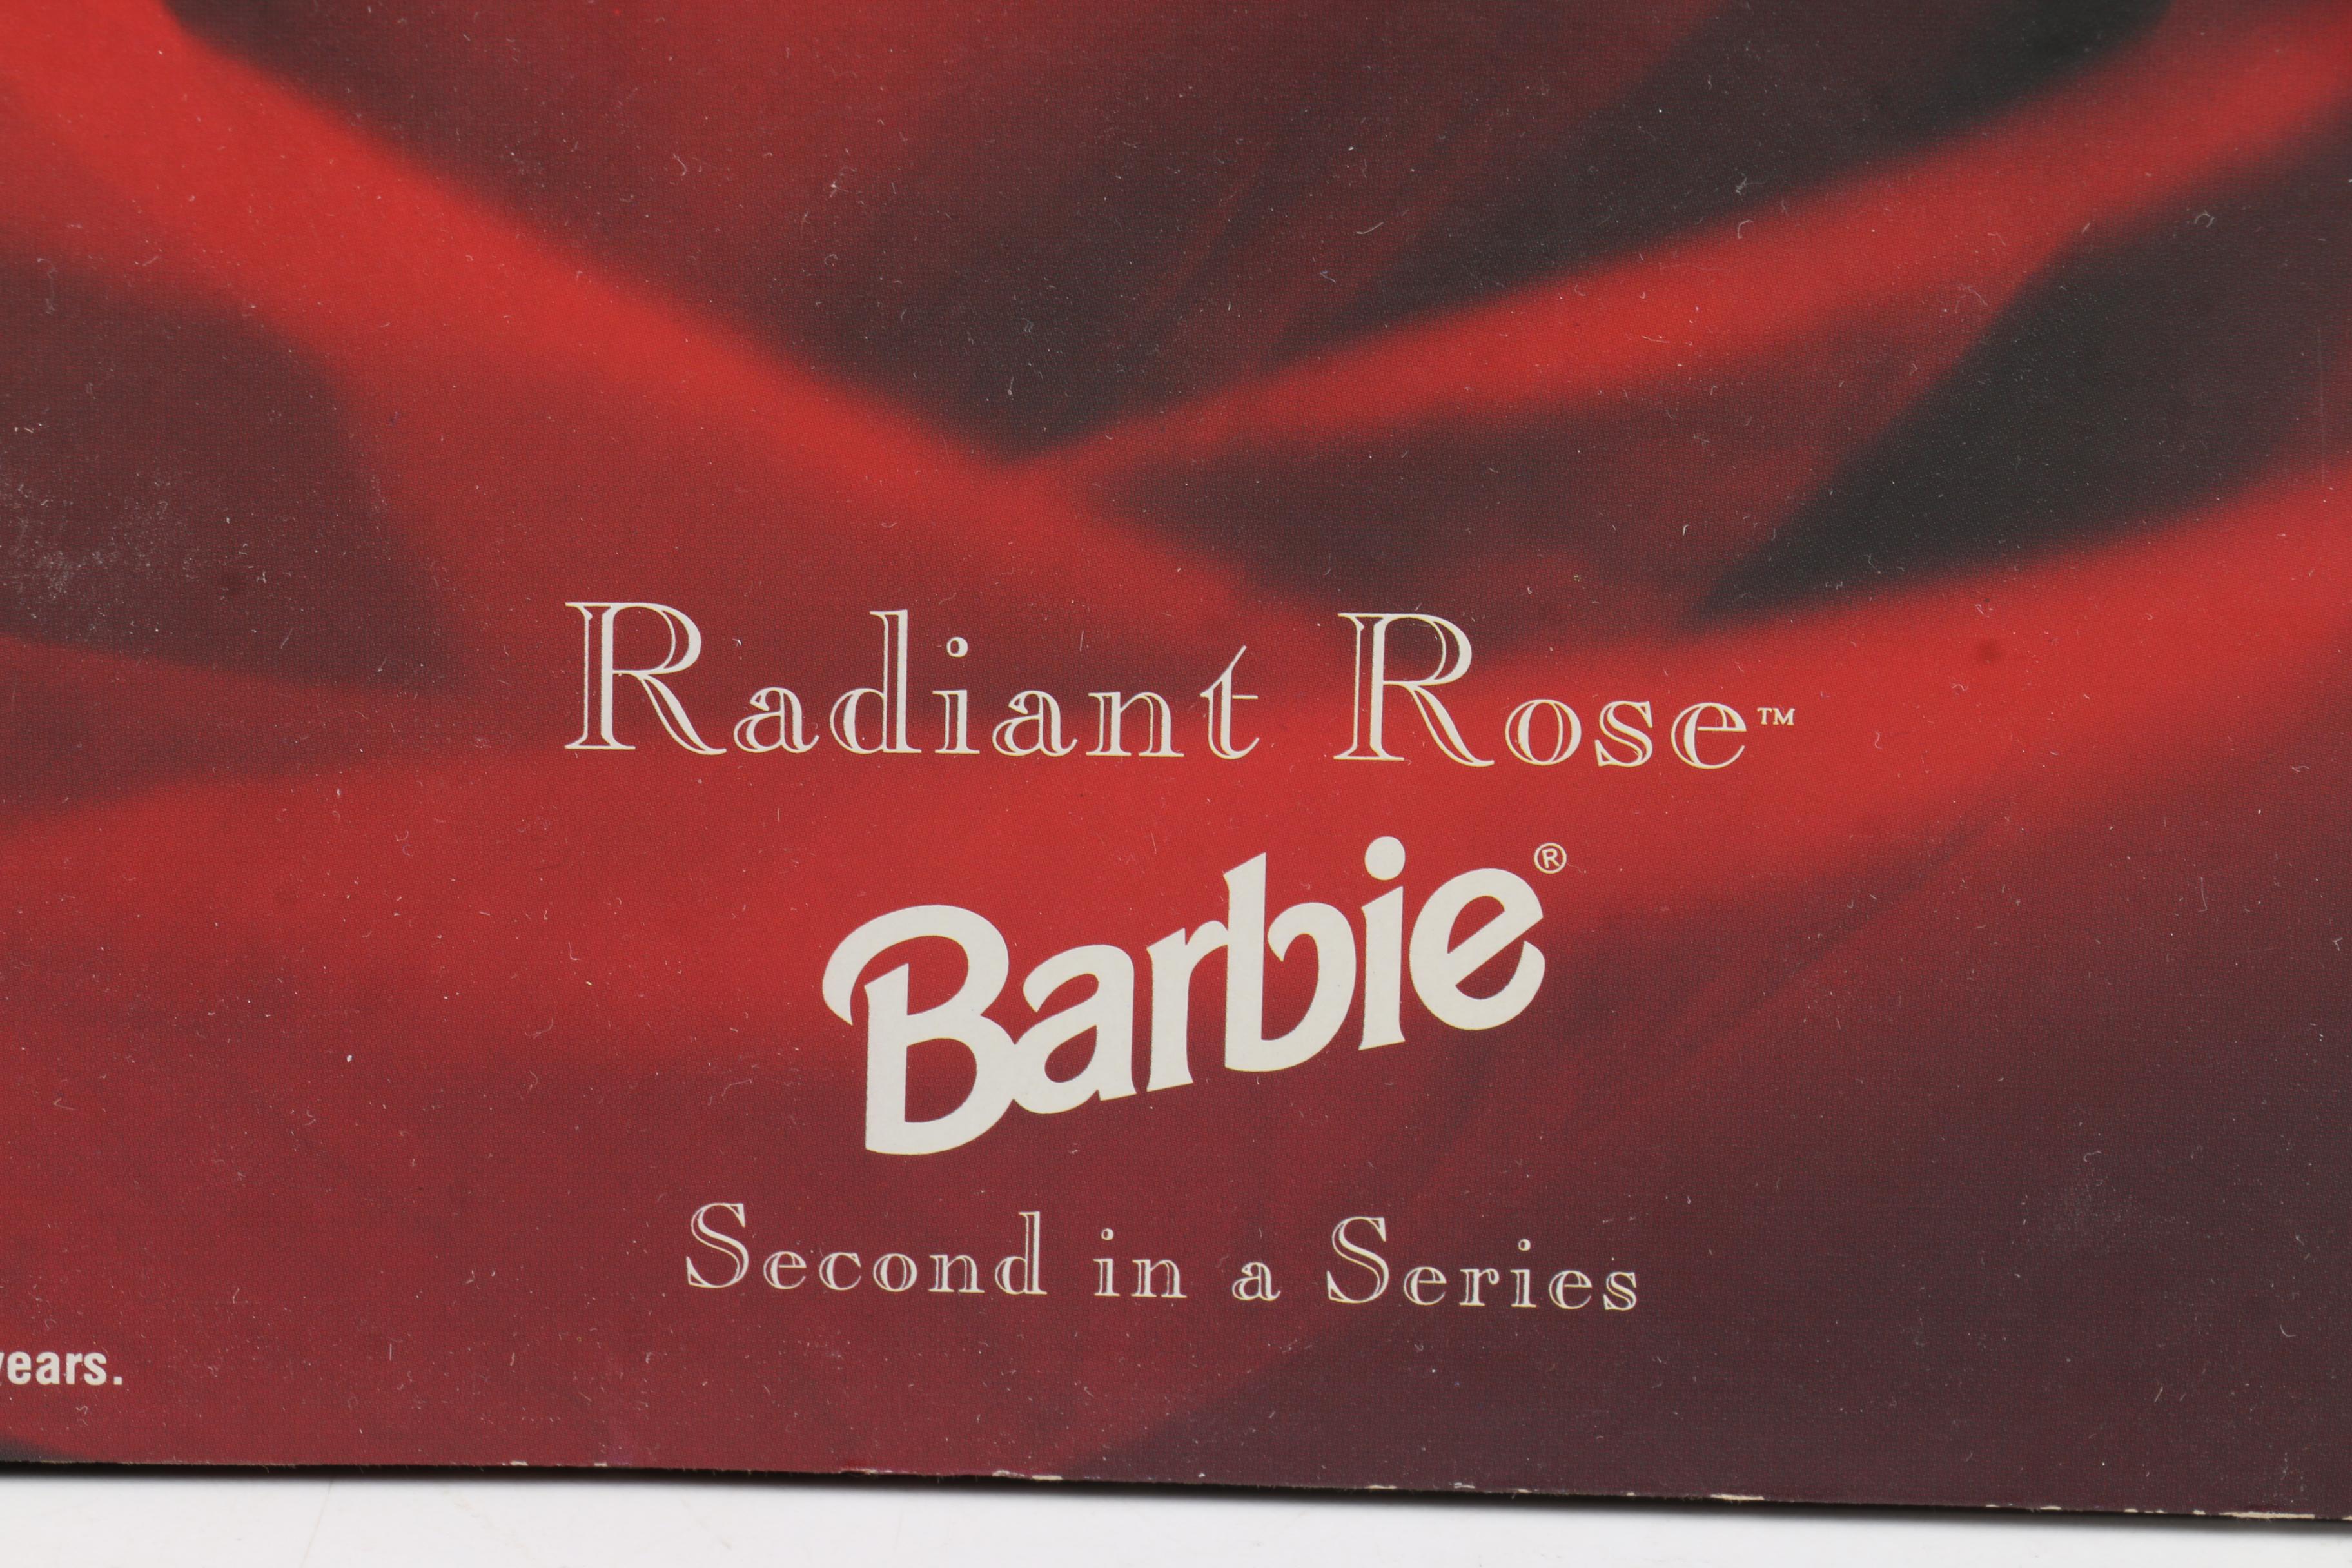 Radiant Rose™
Barbie®
Second in a Series
years.